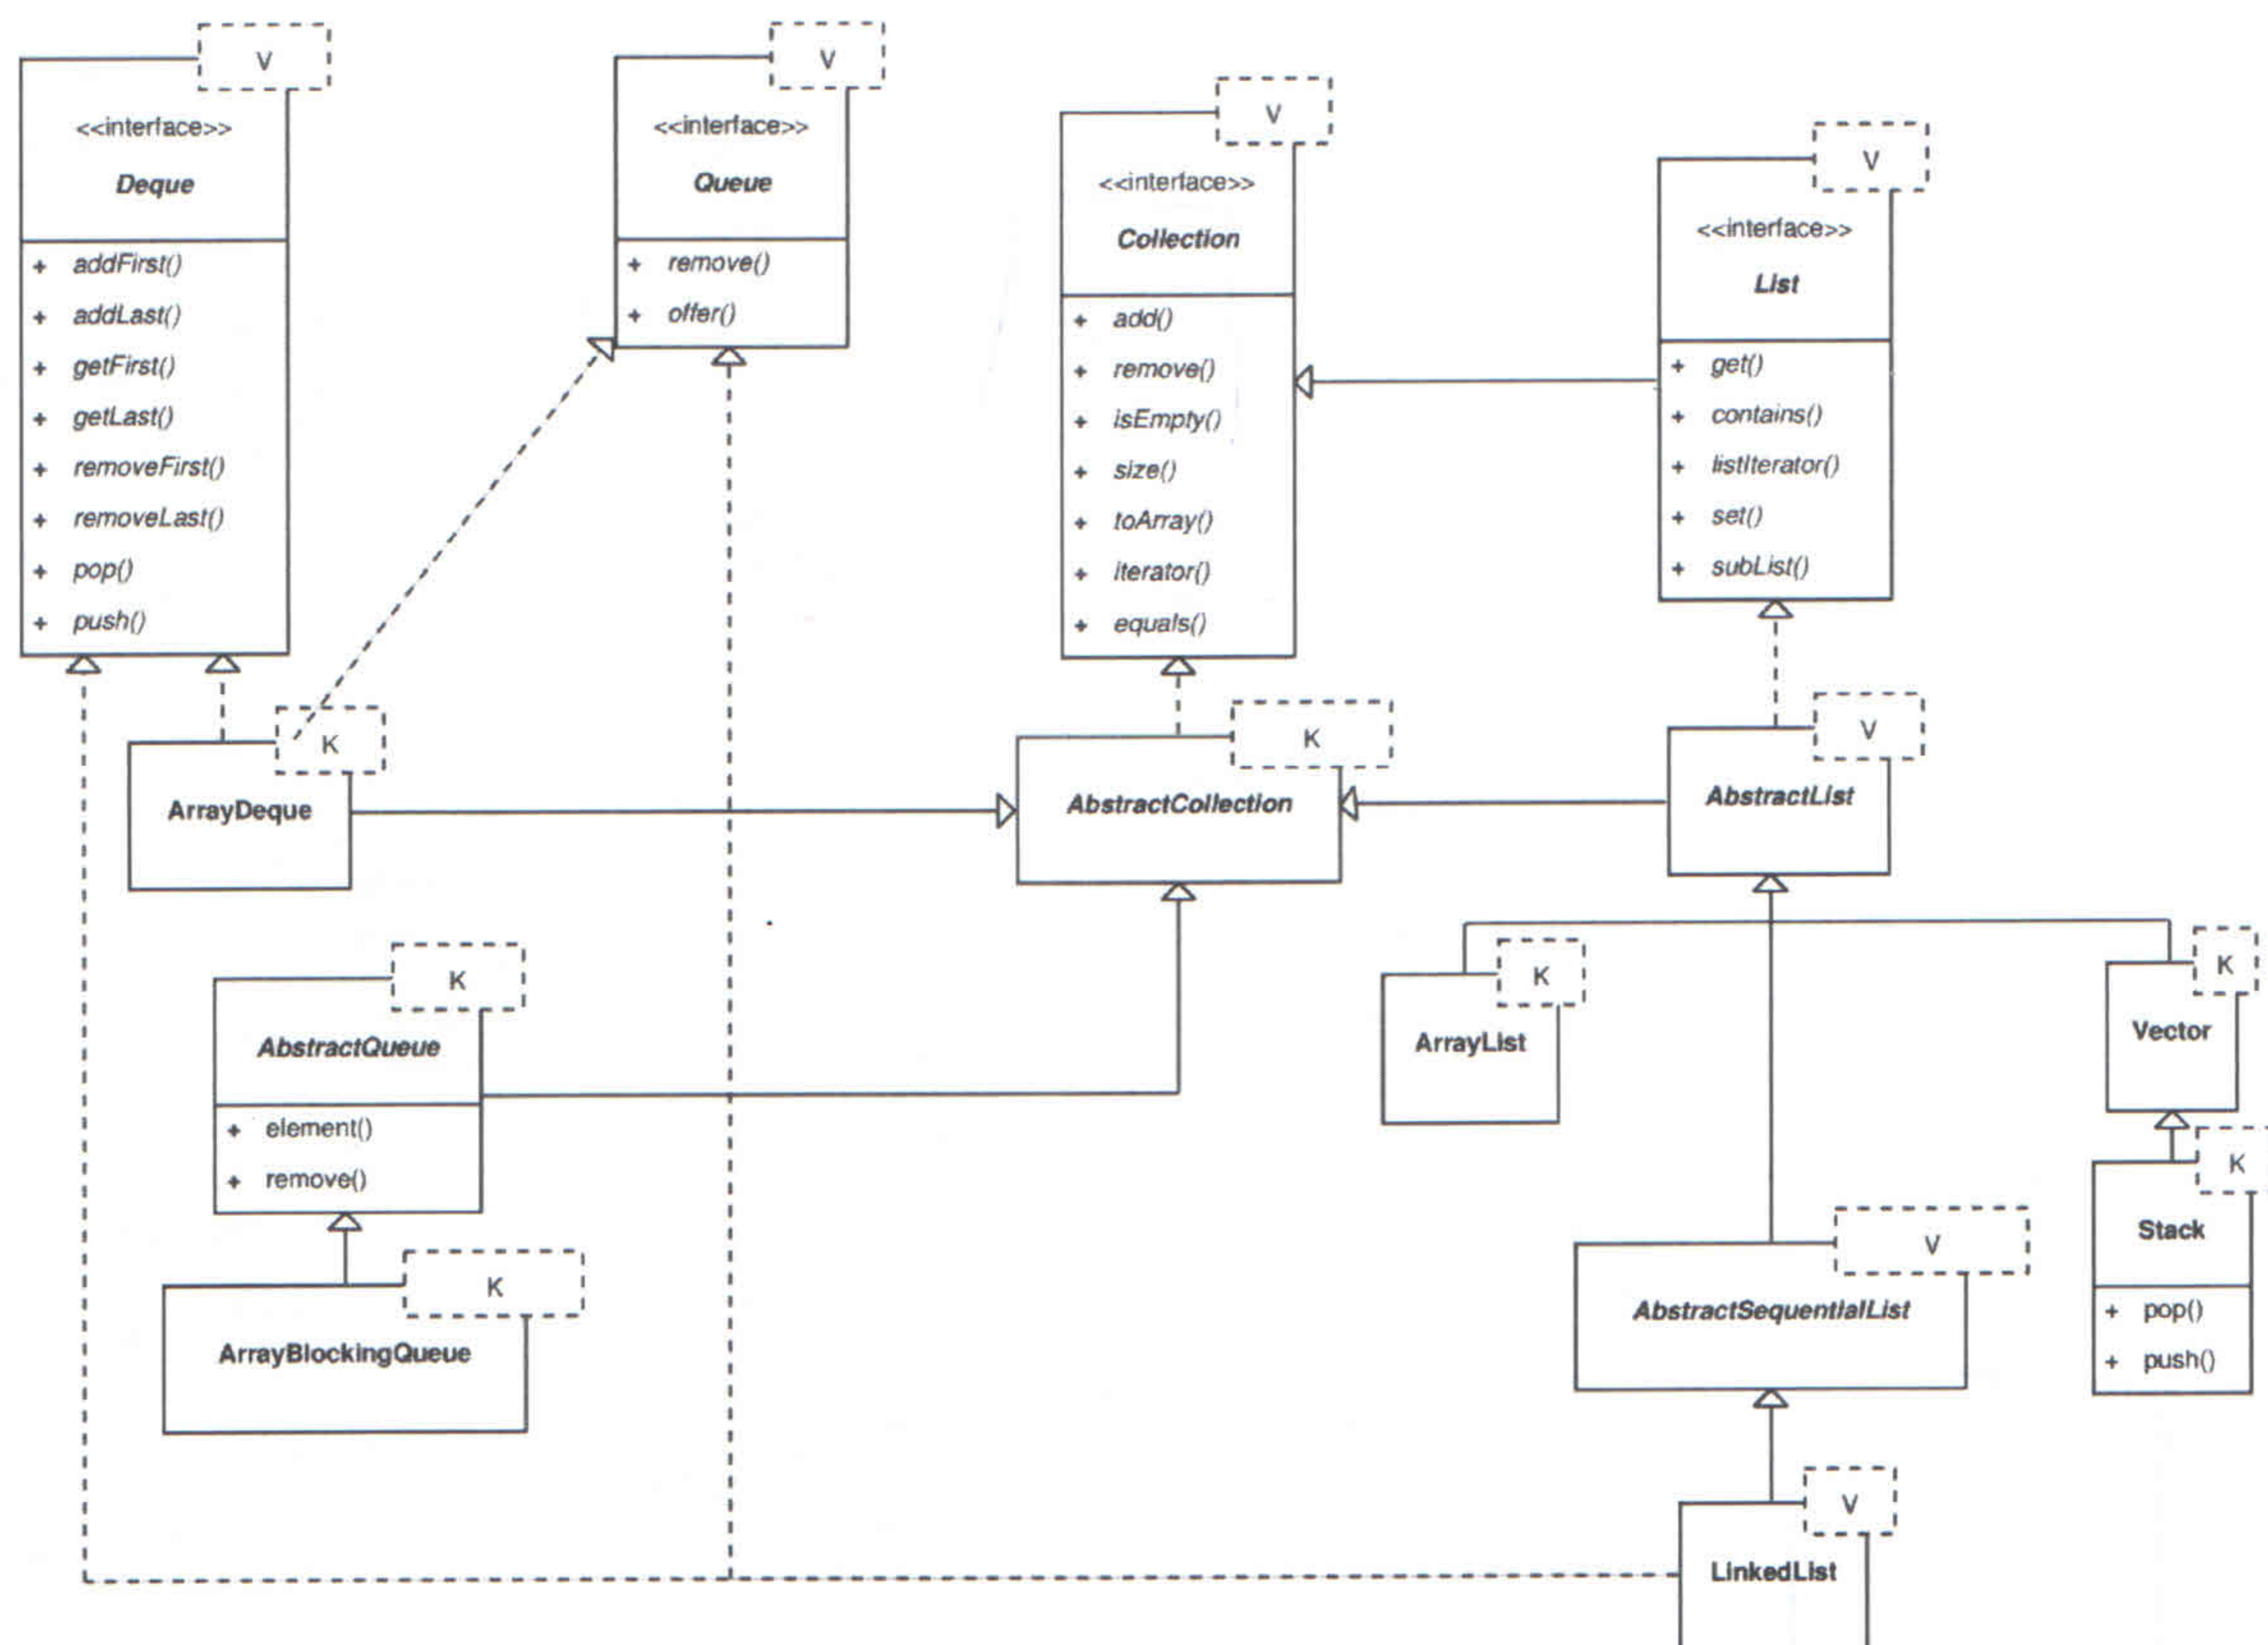 V
<<interface>>
Deque
+ addFirst()
+ addLast()
+ getFirst()
+ getLast()
+ removeFirst()
+ removeLast()
+ pop()
+ push()
V
<<interface>>
Queue
+ remove()
+ offer()
V
<<interface>>
Collection
+ add()
+ remove()
+ isEmpty()
+ size()
+ toArray()
+ iterator()
+ equals()
V
<<interface>>
List
+ get()
+ contains()
+ listIterator()
+ set()
+ subList()
K
ArrayDeque
K
AbstractCollection
V
AbstractList
K
AbstractQueue
+ element()
+ remove()
K
ArrayBlockingQueue
K
ArrayList
K
Vector
K
Stack
+ pop()
+ push()
V
AbstractSequentialList
V
LinkedList